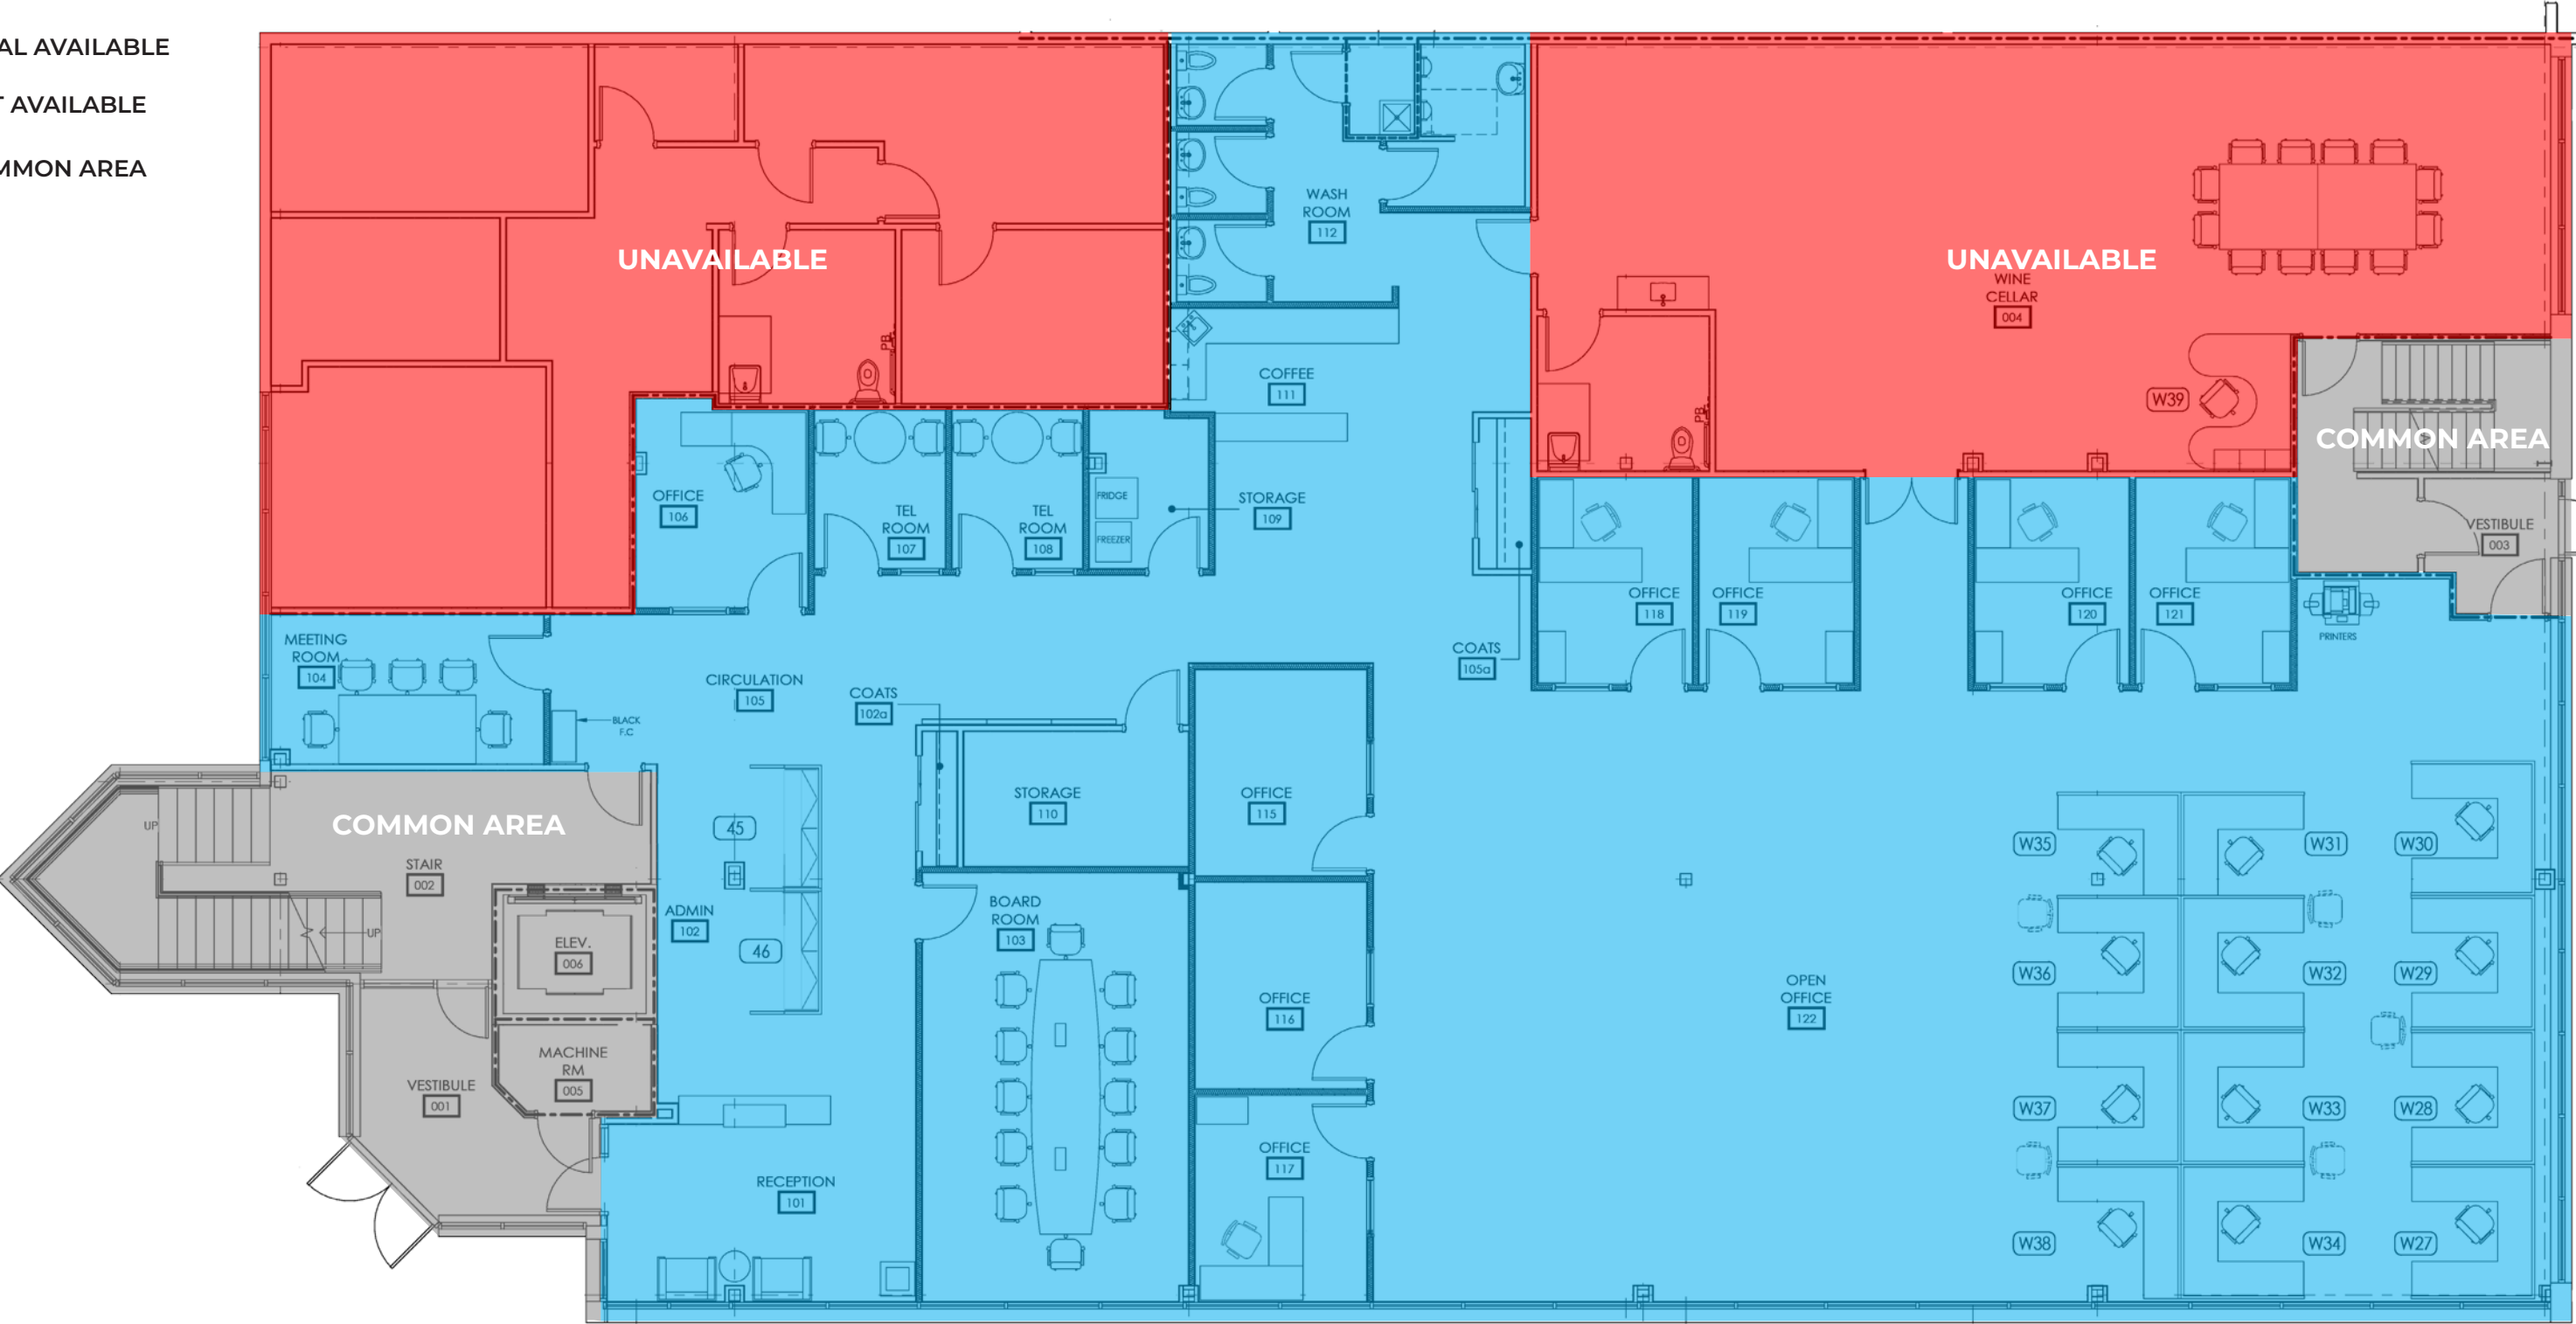 AL AVAILABLE
T AVAILABLE
MMON AREA
UNAVAILABLE
UNAVAILABLE
WINE
CELLAR
004
WASH
ROOM
112
PB
COFFEE
111
W39
PB
COMMON AREA
VESTIBULE
003
OFFICE
106
TEL
ROOM
107
TEL
ROOM
108
FRIDGE
FREEZER
STORAGE
109
OFFICE
118
OFFICE
119
OFFICE
120
OFFICE
121
PRINTERS
COATS
105a
MEETING
ROOM
104
BLACK
F.C
CIRCULATION
105
COATS
102a
STORAGE
110
OFFICE
115
COMMON AREA
UP
STAIR
002
UP
ELEV.
006
MACHINE
RM
005
VESTIBULE
001
45
ADMIN
102
46
BOARD
ROOM
103
OFFICE
116
OFFICE
117
RECEPTION
101
OPEN
OFFICE
122
W35
W31
W30
W36
W32
W29
W37
W33
W28
W38
W34
W27